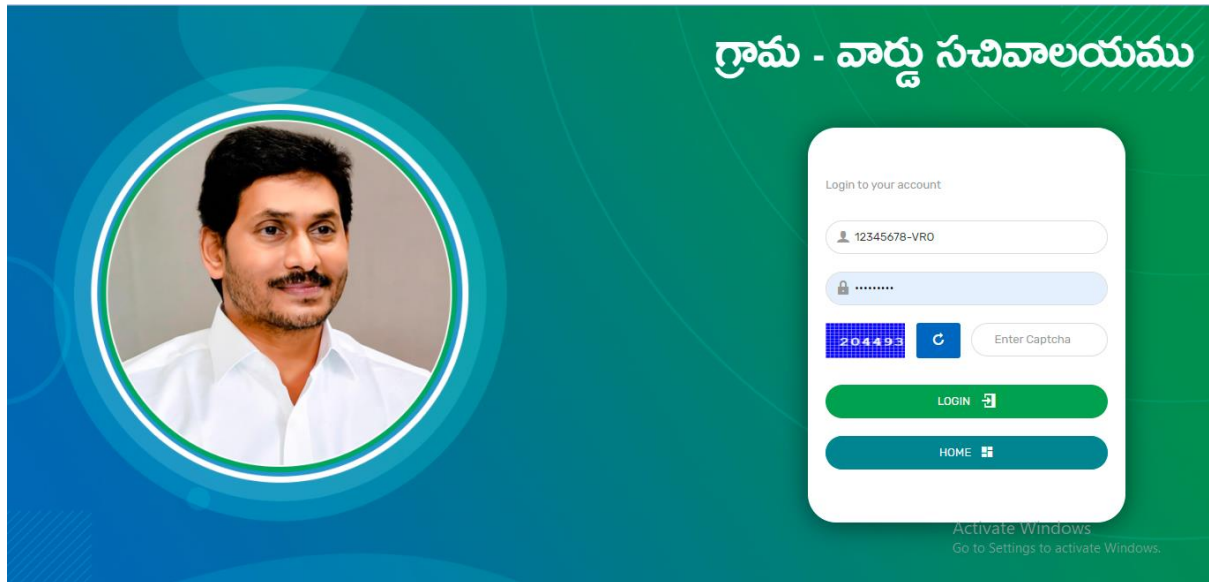 గ్రామ - వార్డు సచివాలయము
Login to your account
12345678-VRO
•••••••••
204493
Enter Captcha
LOGIN
HOME
Activate Windows
Go to Settings to activate Windows.